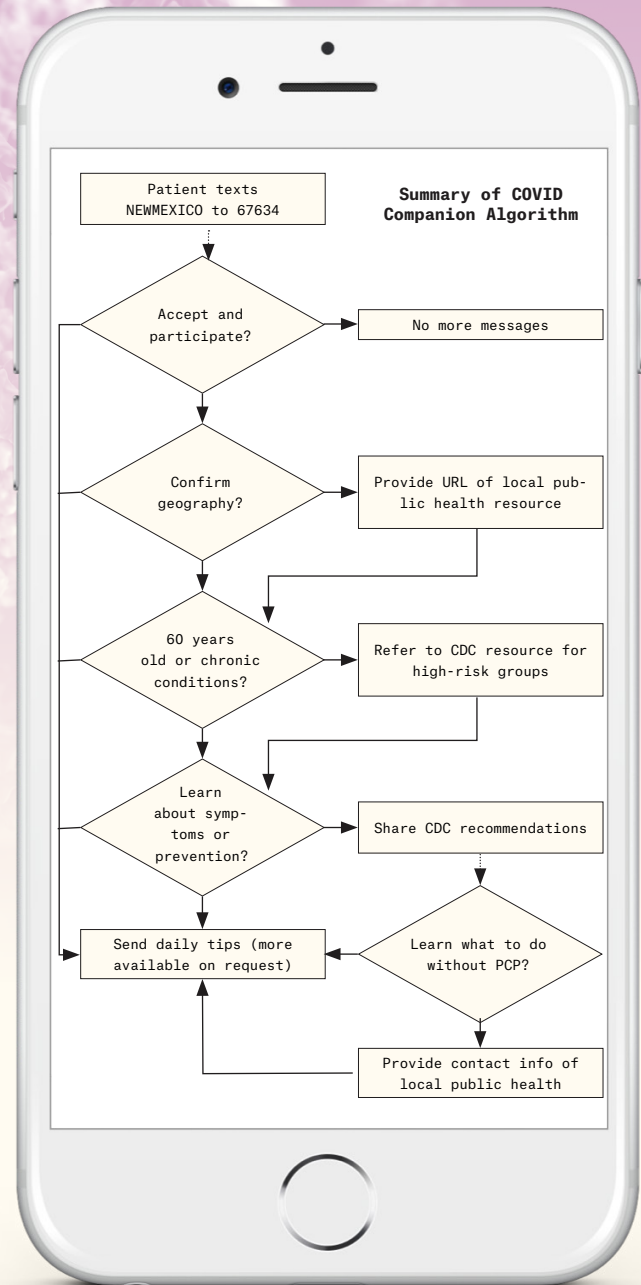 Patient texts
NEWMEXICO to 67634
Summary of COVID
Companion Algorithm
Accept and
participate?
No more messages
Confirm
geography?
Provide URL of local pub-
lic health resource
60 years
old or chronic
conditions?
Refer to CDC resource for
high-risk groups
Learn
about symp-
toms or
prevention?
Share CDC recommendations
Send daily tips (more
available on request)
Learn what to do
without PCP?
Provide contact info of
local public health